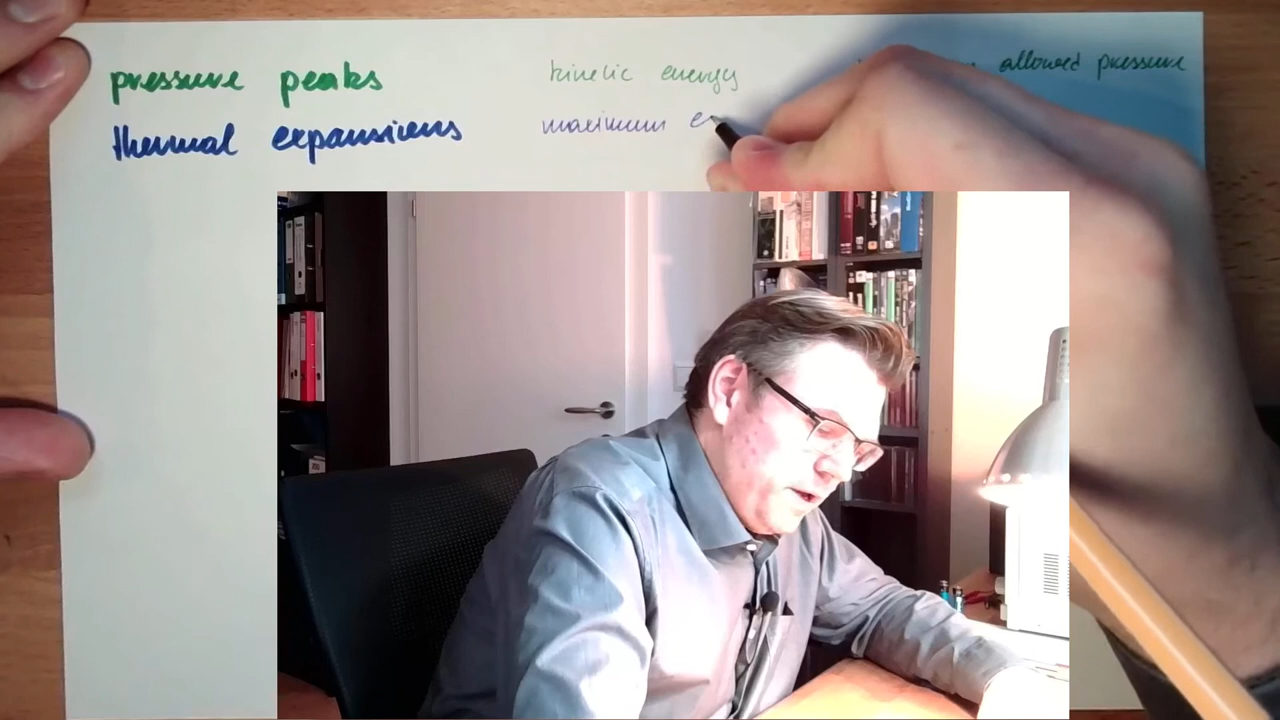 pressure peaks kinetic energy allowed pressure
thermal expansions maximum e